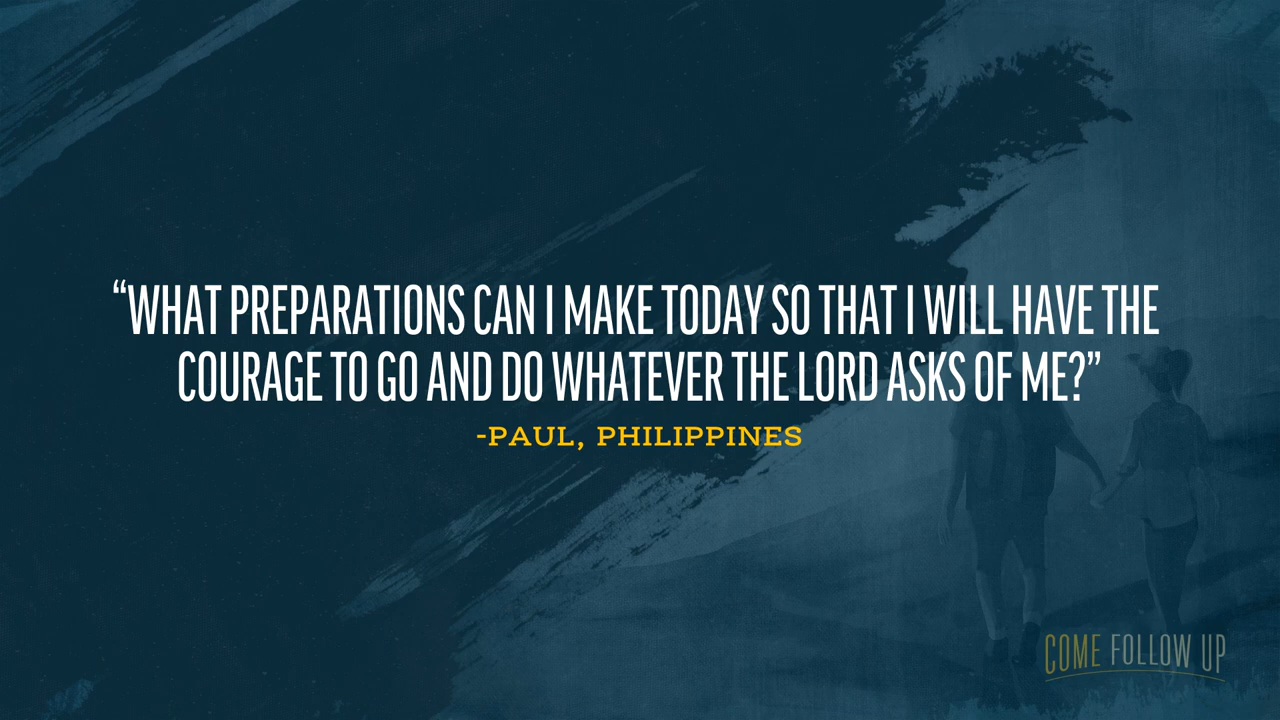 “WHAT PREPARATIONS CAN I MAKE TODAY SO THAT I WILL HAVE THE
COURAGE TO GO AND DO WHATEVER THE LORD ASKS OF ME?”
-PAUL, PHILIPPINES
COME FOLLOW UP